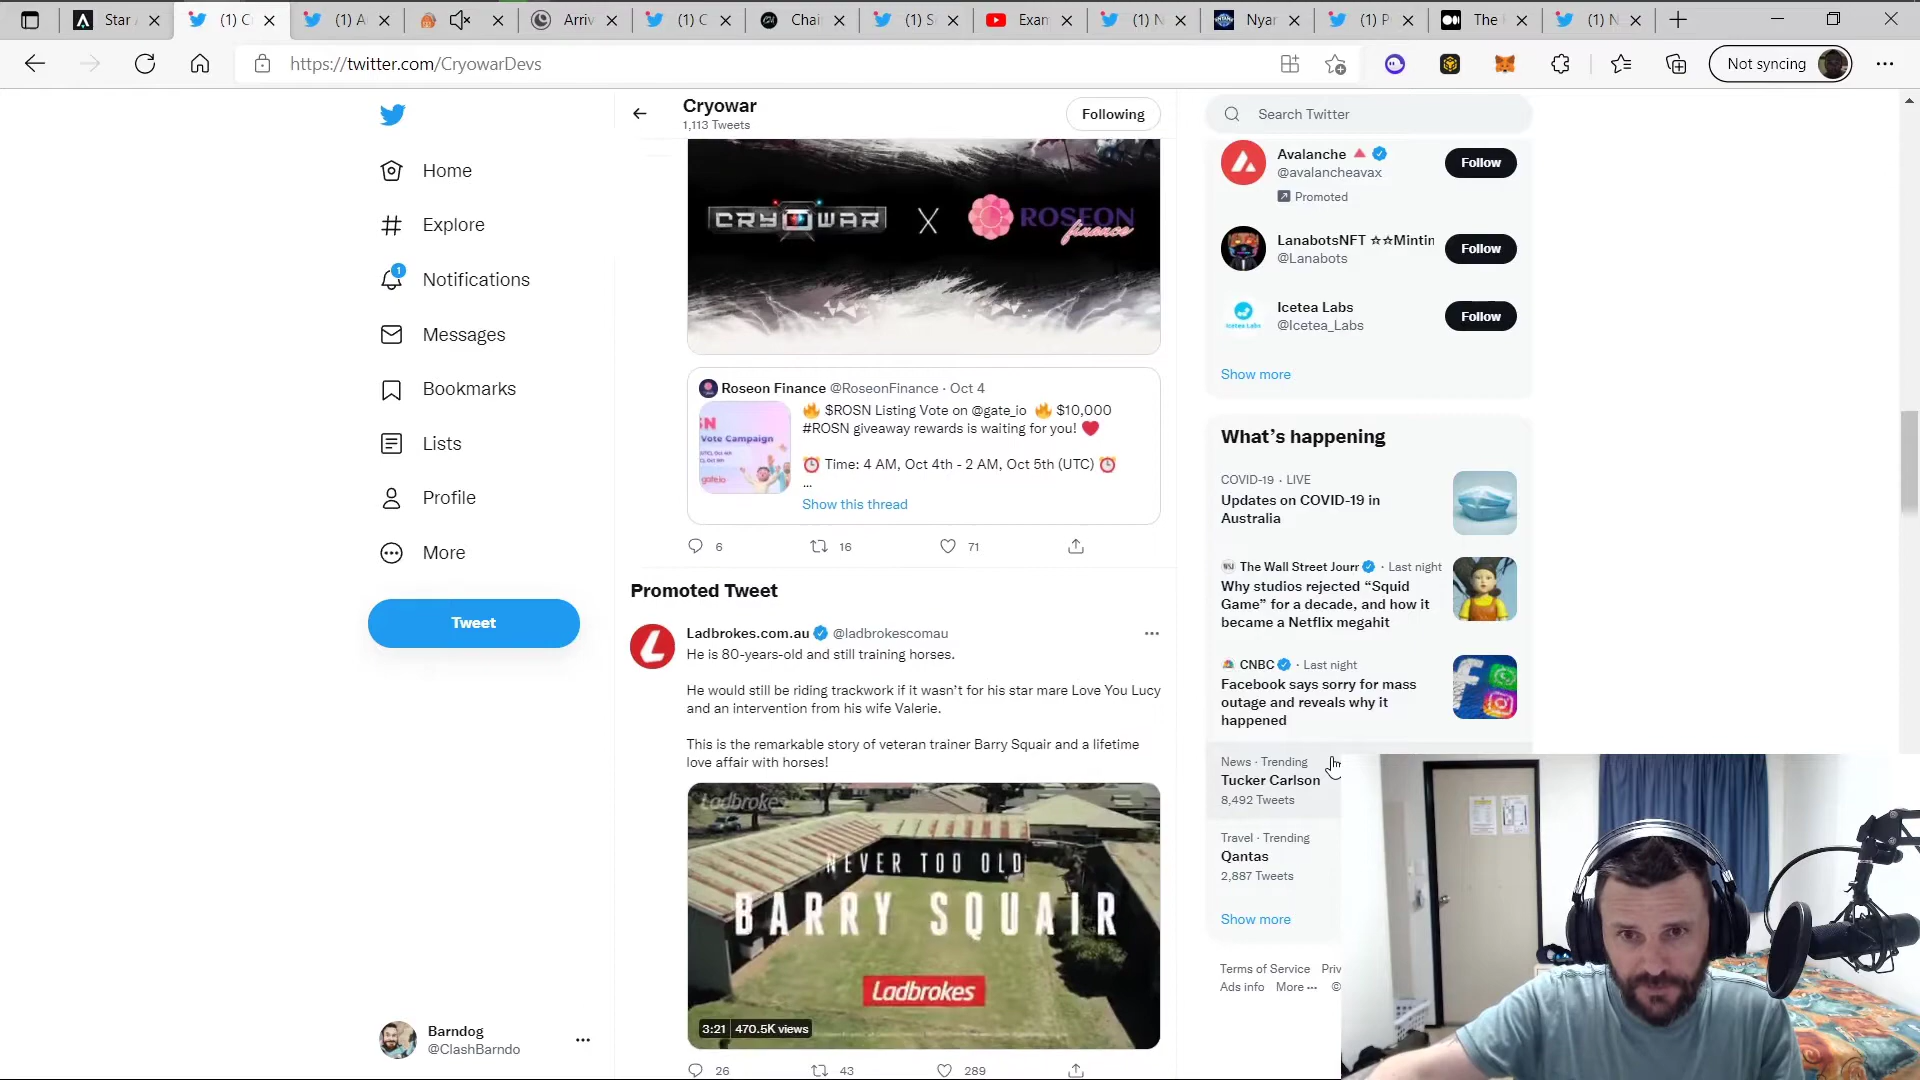 Star
(1) C
(1) A
Arriv
(1) C
Chai
(1) S
Exam
(1) N
Nyar
(1) P
The
(1) N
https://twitter.com/CryowarDevs
Not syncing
Cryowar
1,113 Tweets
Following
Search Twitter
Home
Explore
1
Notifications
Messages
Bookmarks
Lists
Profile
More
Tweet
Barndog
@ClashBarndo
CRYOWAR X ROSEON
finance
Roseon Finance @RoseonFinance · Oct 4
🔥 $ROSN Listing Vote on @gate_io 🔥 $10,000
#ROSN giveaway rewards is waiting for you! ❤️
⏰ Time: 4 AM, Oct 4th - 2 AM, Oct 5th (UTC) ⏰
...
Show this thread
Vote Campaign
gate.io
6 16 71
Promoted Tweet
Ladbrokes.com.au @ladbrokescomau
He is 80-years-old and still training horses.
He would still be riding trackwork if it wasn't for his star mare Love You Lucy
and an intervention from his wife Valerie.
This is the remarkable story of veteran trainer Barry Squair and a lifetime
love affair with horses!
Ladbrokes
NEVER TOO OLD
BARRY SQUAIR
Ladbrokes
3:21 470.5K views
26 43 289
Avalanche 🔺
@avalancheavax
Promoted
Follow
LanabotsNFT ☆☆Mintin
@Lanabots
Follow
Icetea Labs
@Icetea_Labs
Follow
Show more
What's happening
COVID-19 · LIVE
Updates on COVID-19 in
Australia
WSJ The Wall Street Journ · Last night
Why studios rejected “Squid
Game” for a decade, and how it
became a Netflix megahit
CNBC · Last night
Facebook says sorry for mass
outage and reveals why it
happened
News · Trending
Tucker Carlson
8,492 Tweets
Travel · Trending
Qantas
2,887 Tweets
Show more
Terms of Service Priv
Ads info More ··· ©